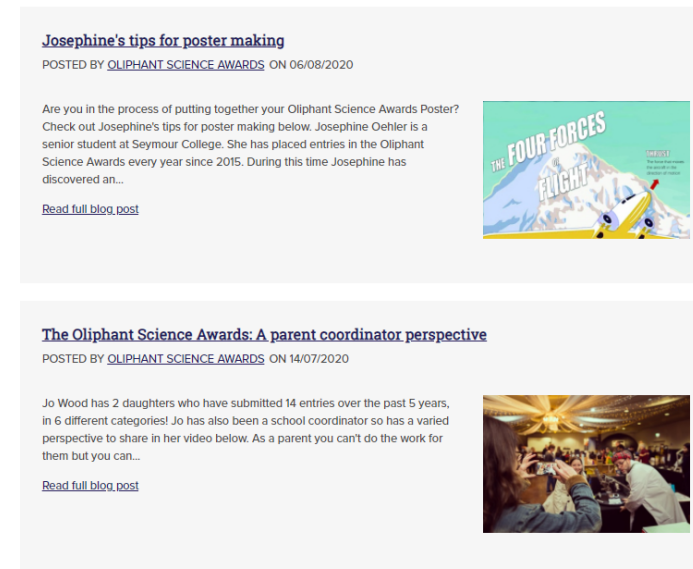 Josephine's tips for poster making
POSTED BY OLIPHANT SCIENCE AWARDS ON 06/08/2020
Are you in the process of putting together your Oliphant Science Awards Poster?
Check out Josephine's tips for poster making below. Josephine Oehler is a
senior student at Seymour College. She has placed entries in the Oliphant
Science Awards every year since 2015. During this time Josephine has
discovered an...
Read full blog post
THE FOUR FORCES
OF
FLIGHT
THRUST
The Oliphant Science Awards: A parent coordinator perspective
POSTED BY OLIPHANT SCIENCE AWARDS ON 14/07/2020
Jo Wood has 2 daughters who have submitted 14 entries over the past 5 years,
in 6 different categories! Jo has also been a school coordinator so has a varied
perspective to share in her video below. As a parent you can't do the work for
them but you can...
Read full blog post